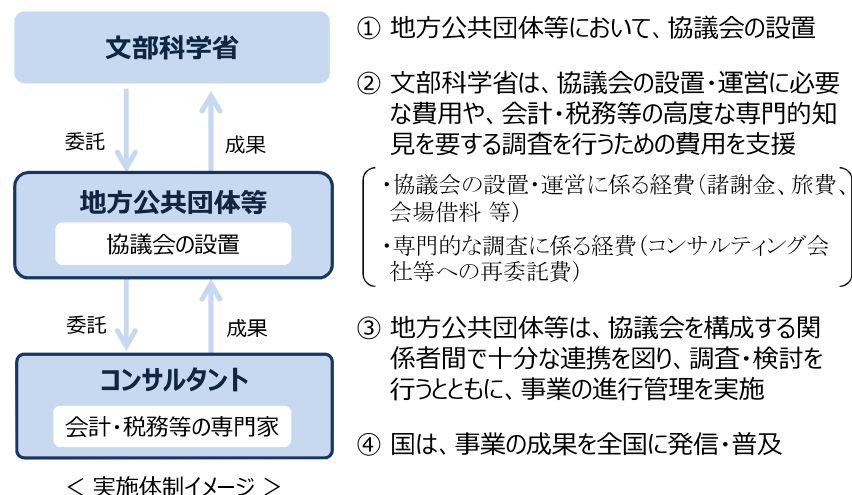 文部科学省
委託
成果
地方公共団体等
協議会の設置
委託
成果
コンサルタント
会計・税務等の専門家
＜ 実施体制イメージ ＞
① 地方公共団体等において、協議会の設置
② 文部科学省は、協議会の設置・運営に必要
な費用や、会計・税務等の高度な専門的知
見を要する調査を行うための費用を支援
・協議会の設置・運営に係る経費（諸謝金、旅費、
会場借料 等）
・専門的な調査に係る経費（コンサルティング会
社等への再委託費）
③ 地方公共団体等は、協議会を構成する関
係者間で十分な連携を図り、調査・検討を
行うとともに、事業の進行管理を実施
④ 国は、事業の成果を全国に発信・普及